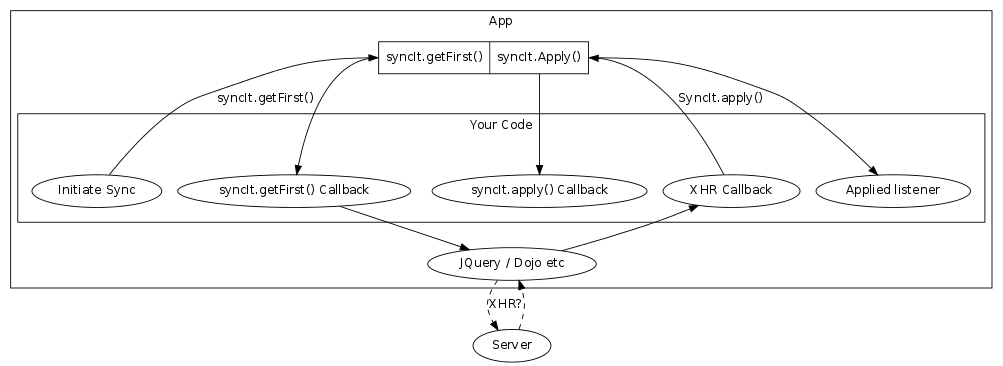 App
syncIt.getFirst() syncIt.Apply()
syncIt.getFirst() SyncIt.apply()
Your Code
Initiate Sync syncIt.getFirst() Callback syncIt.apply() Callback XHR Callback Applied listener
JQuery / Dojo etc
XHR?
Server